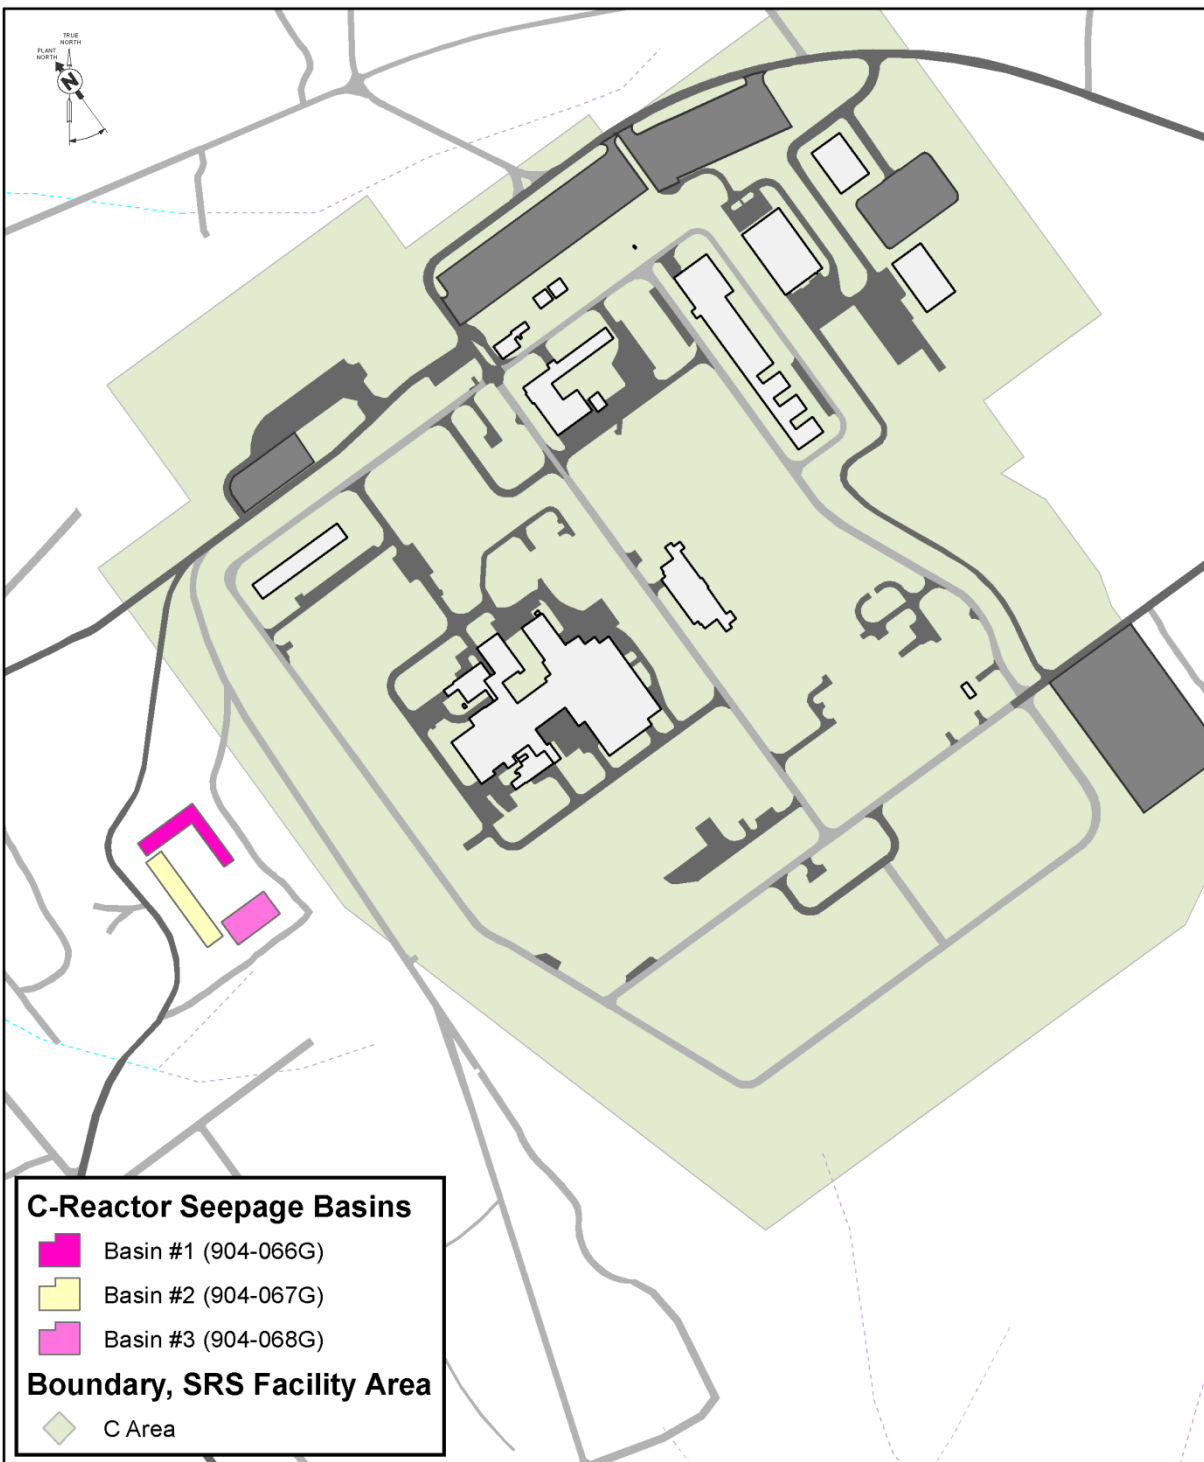 TRUE
NORTH
PLANT
NORTH
N
C-Reactor Seepage Basins
Basin #1 (904-066G)
Basin #2 (904-067G)
Basin #3 (904-068G)
Boundary, SRS Facility Area
C Area